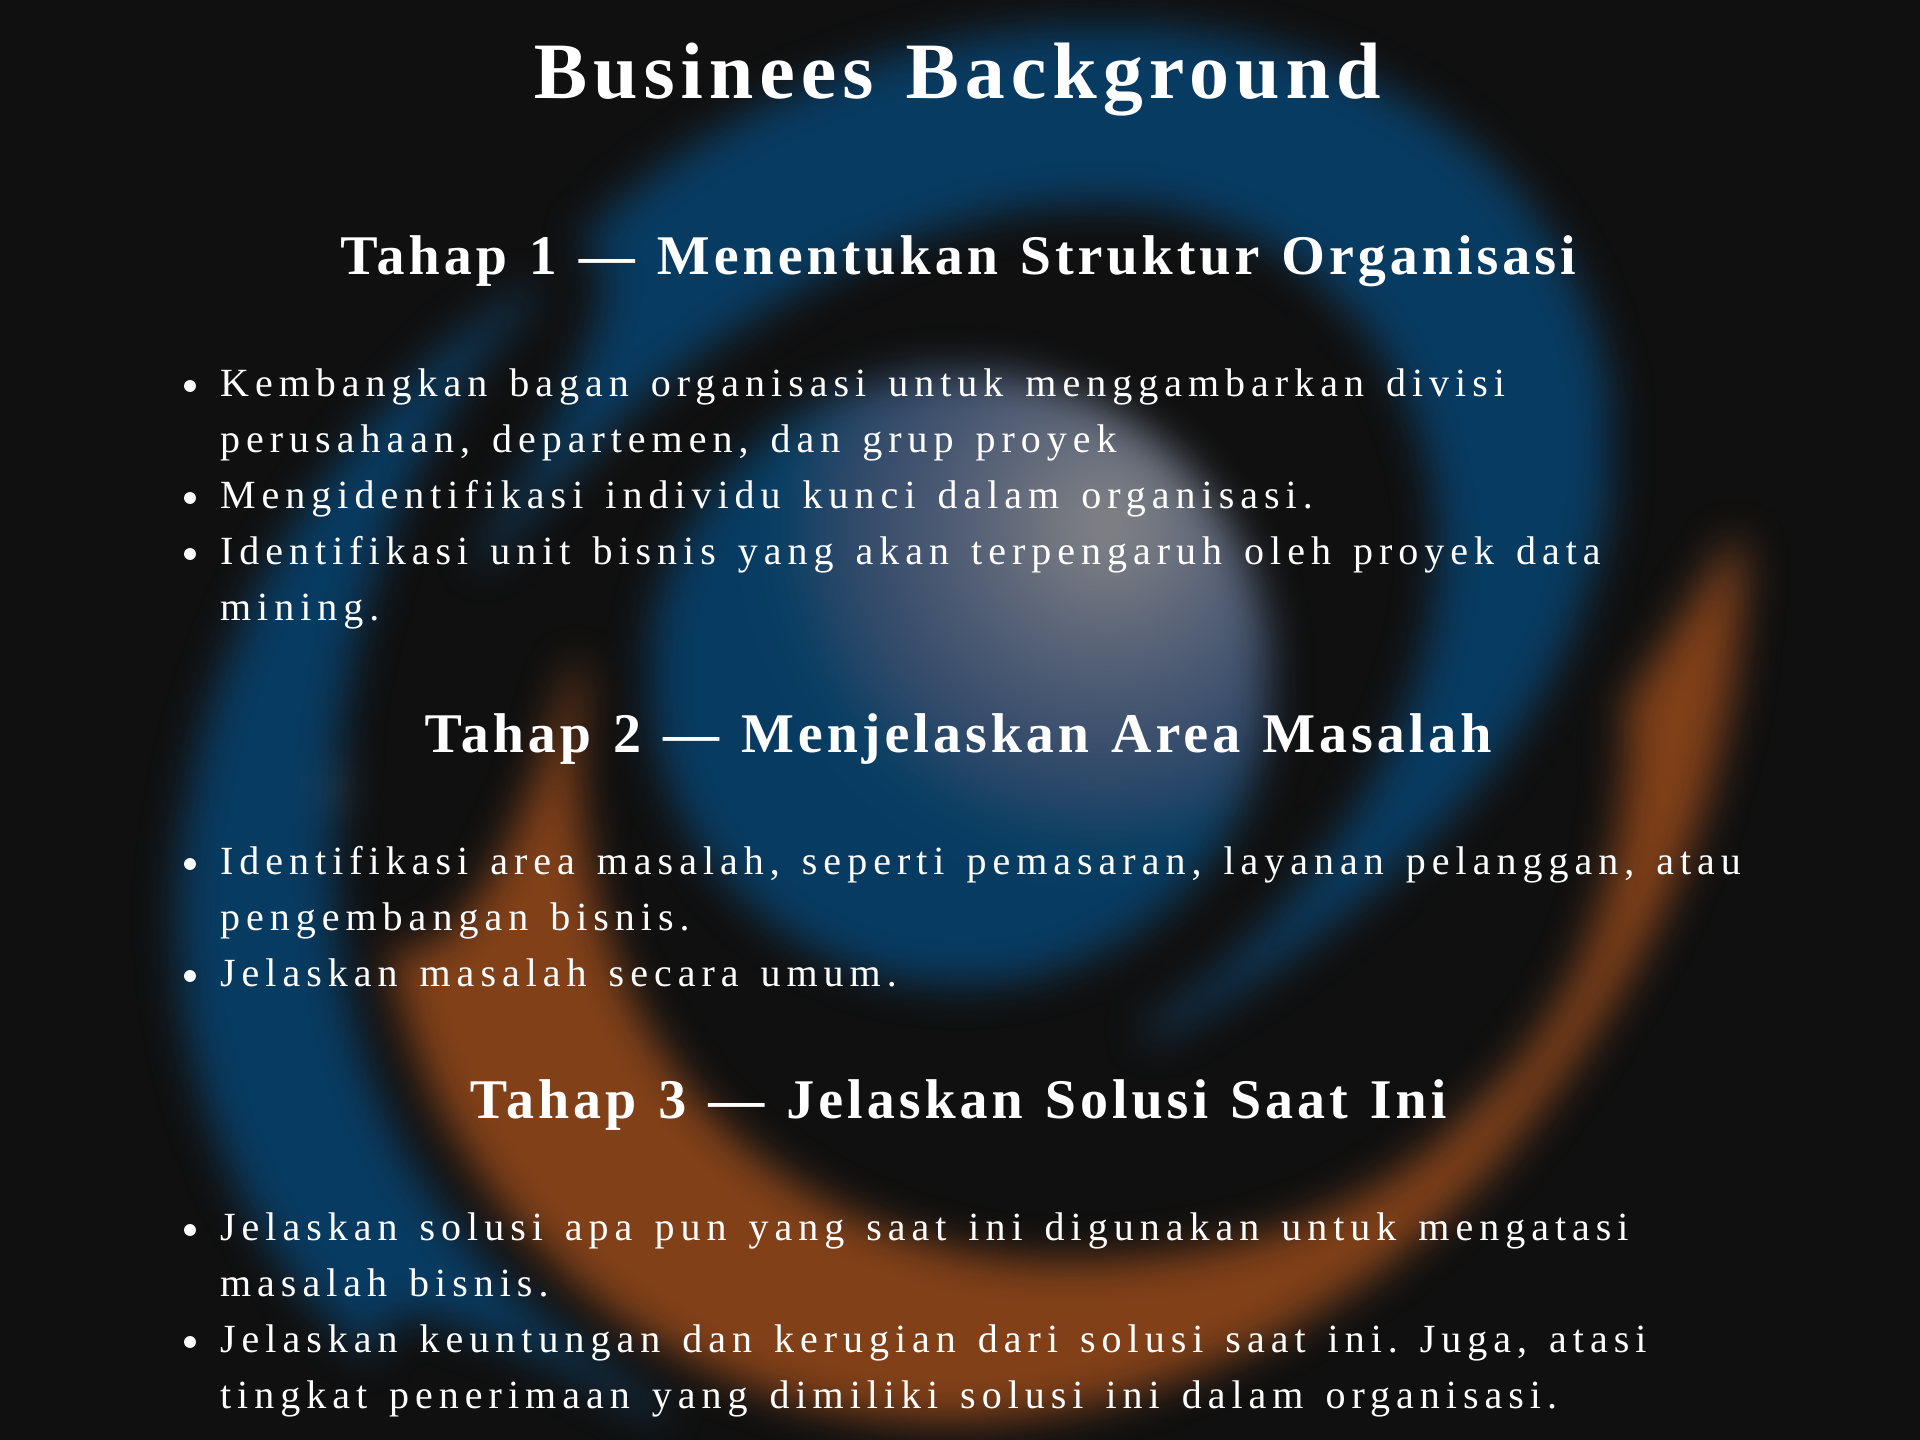 Businees Background
Tahap 1 — Menentukan Struktur Organisasi
• Kembangkan bagan organisasi untuk menggambarkan divisi
perusahaan, departemen, dan grup proyek
• Mengidentifikasi individu kunci dalam organisasi.
• Identifikasi unit bisnis yang akan terpengaruh oleh proyek data
mining.
Tahap 2 — Menjelaskan Area Masalah
• Identifikasi area masalah, seperti pemasaran, layanan pelanggan, atau
pengembangan bisnis.
• Jelaskan masalah secara umum.
Tahap 3 — Jelaskan Solusi Saat Ini
• Jelaskan solusi apa pun yang saat ini digunakan untuk mengatasi
masalah bisnis.
• Jelaskan keuntungan dan kerugian dari solusi saat ini. Juga, atasi
tingkat penerimaan yang dimiliki solusi ini dalam organisasi.